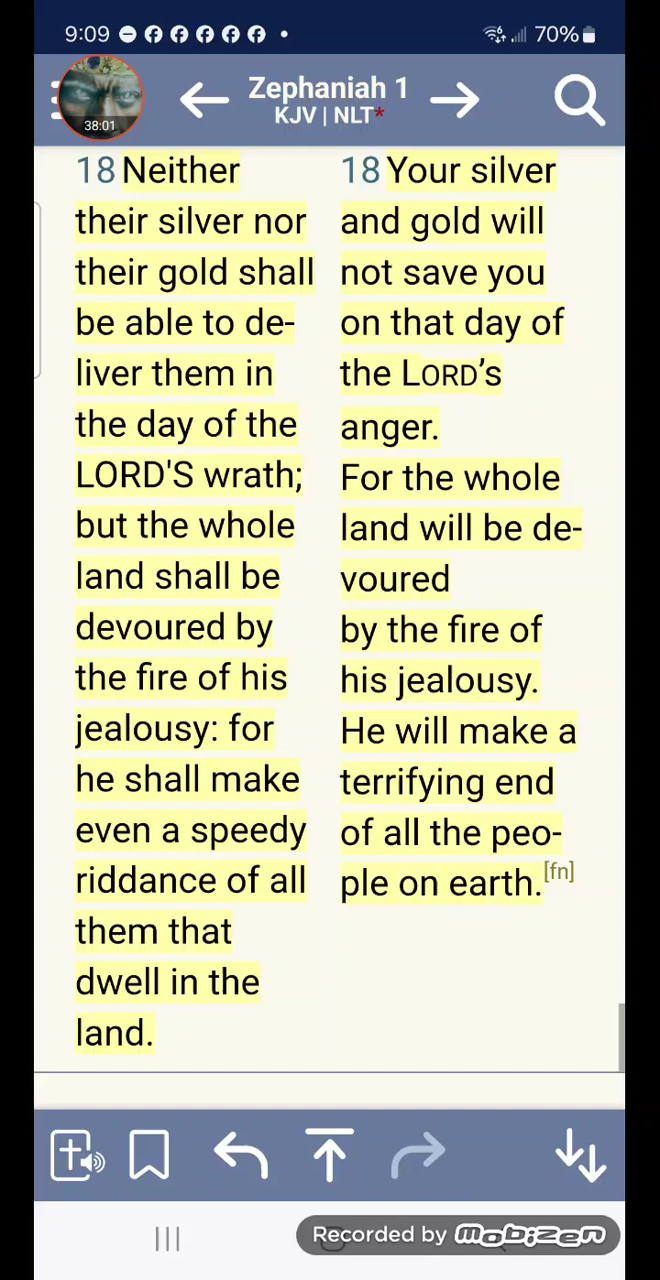 9:09
70%
38:01
Zephaniah 1
KJV | NLT*
18 Neither
their silver nor
their gold shall
be able to de-
liver them in
the day of the
LORD'S wrath;
but the whole
land shall be
devoured by
the fire of his
jealousy: for
he shall make
even a speedy
riddance of all
them that
dwell in the
land.
18 Your silver
and gold will
not save you
on that day of
the LORD’s
anger.
For the whole
land will be de-
voured
by the fire of
his jealousy.
He will make a
terrifying end
of all the peo-
ple on earth.[fn]
Recorded by mobizen